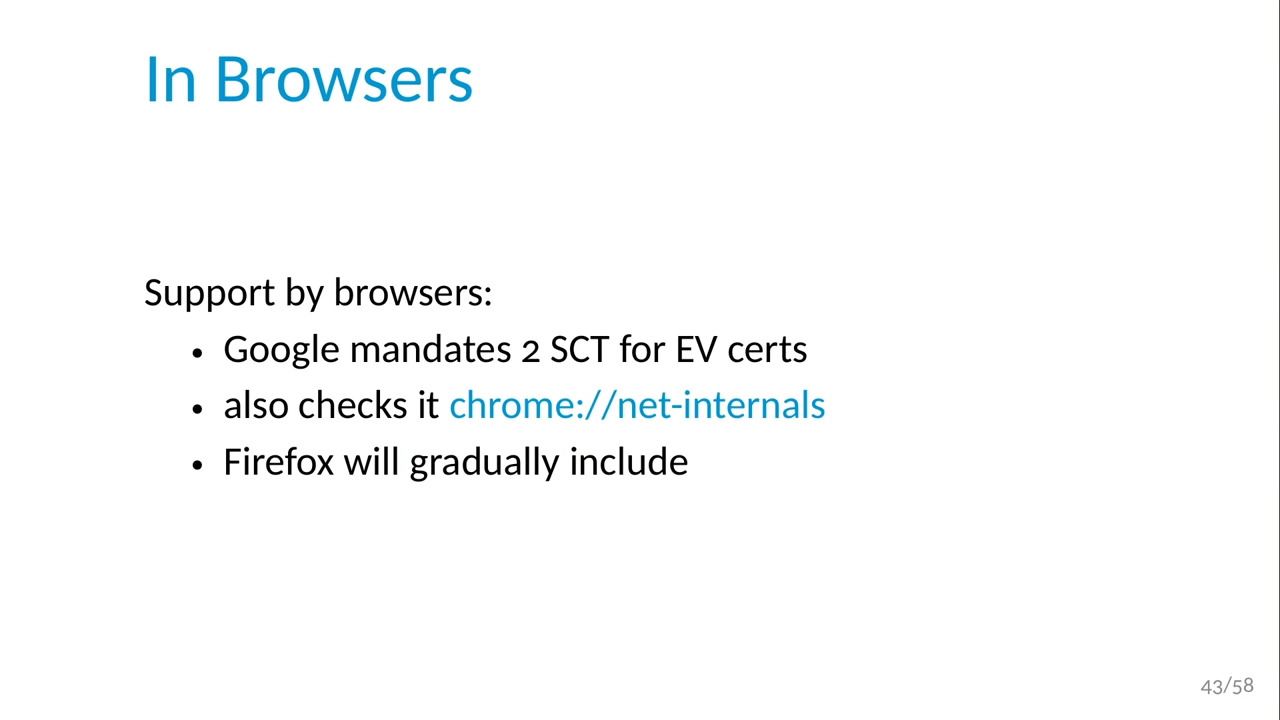 In Browsers
Support by browsers:
• Google mandates 2 SCT for EV certs
• also checks it chrome://net-internals
• Firefox will gradually include
43/58